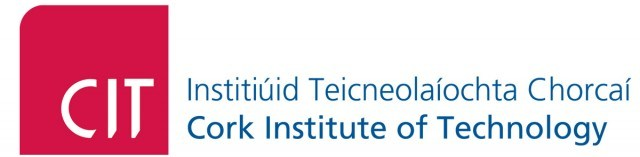 CIT
Institiúid Teicneolaíochta Chorcaí
Cork Institute of Technology